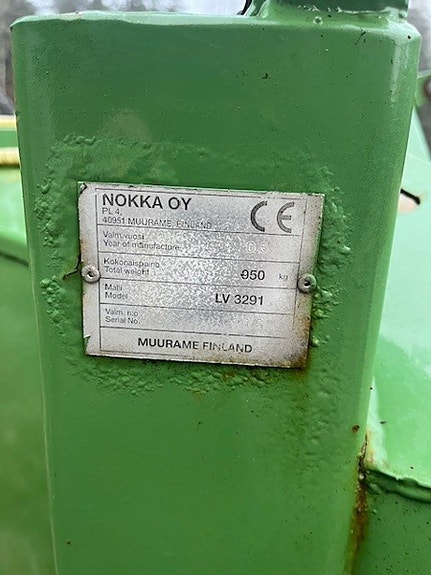 NOKKA OY
PL 4,
40951 MUURAME, FINLAND
CE
Valm.vuosi
Year of manufacture
Kokonaispaino
Total weight 950 kg
Malli
Model LV 3291
Valm. n:o
Serial No.
MUURAME FINLAND